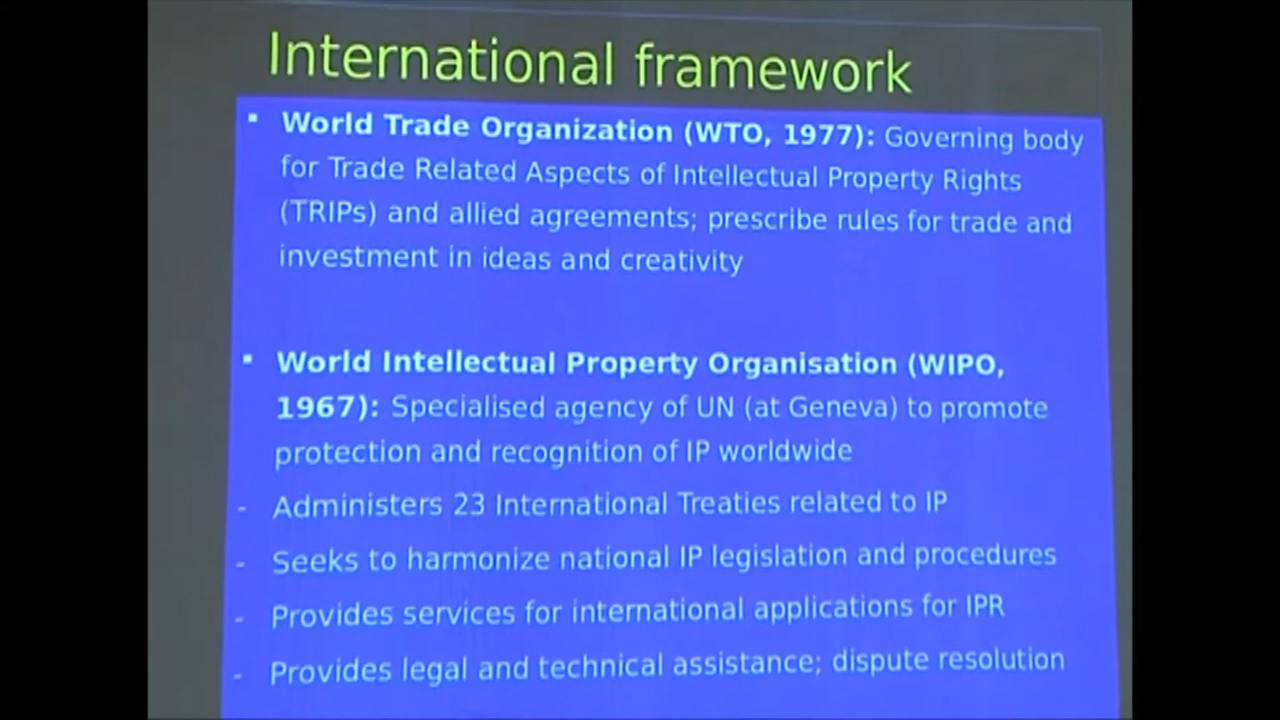 International framework
▪ World Trade Organization (WTO, 1977): Governing body
for Trade Related Aspects of Intellectual Property Rights
(TRIPs) and allied agreements; prescribe rules for trade and
investment in ideas and creativity
▪ World Intellectual Property Organisation (WIPO,
1967): Specialised agency of UN (at Geneva) to promote
protection and recognition of IP worldwide
- Administers 23 International Treaties related to IP
- Seeks to harmonize national IP legislation and procedures
- Provides services for international applications for IPR
- Provides legal and technical assistance; dispute resolution